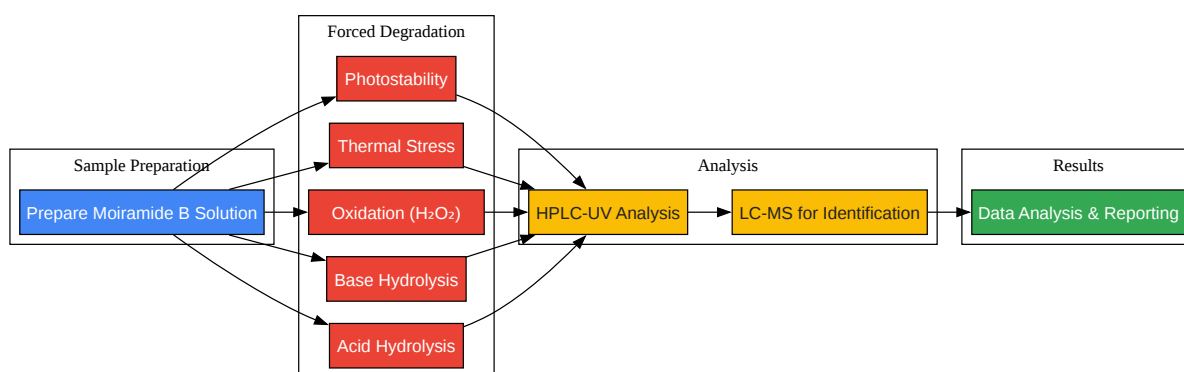 Sample Preparation
Prepare Moiramide B Solution
Forced Degradation
Photostability
Thermal Stress
Oxidation (H₂O₂)
Base Hydrolysis
Acid Hydrolysis
Analysis
HPLC-UV Analysis
LC-MS for Identification
Results
Data Analysis & Reporting